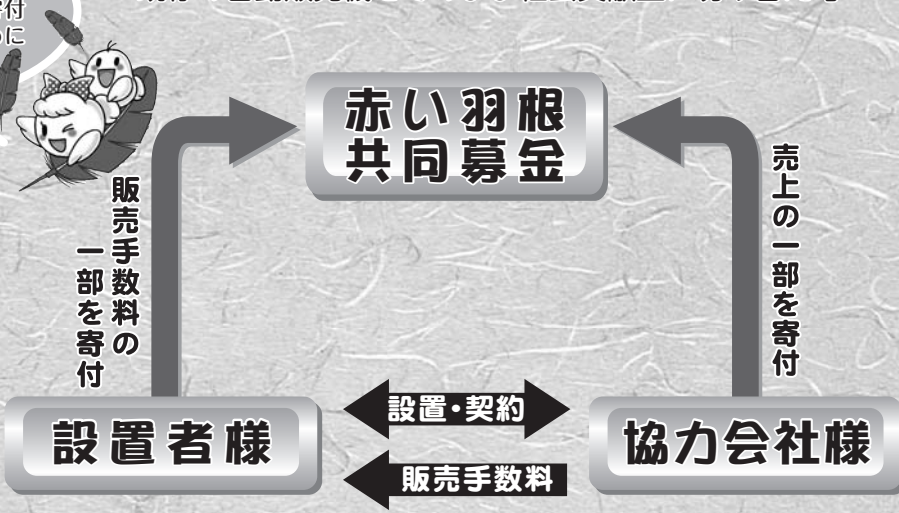 赤い羽根
共同募金
販売手数料の
一部を寄付
売上の一部を寄付
設置・契約
販売手数料
設置者様
協力会社様